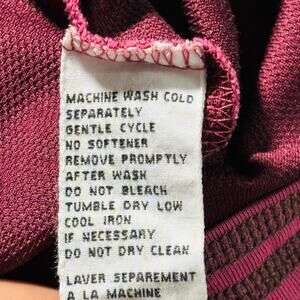 MACHINE WASH COLD
SEPARATELY
GENTLE CYCLE
NO SOFTENER
REMOVE PROMPTLY
AFTER WASH
DO NOT BLEACH
TUMBLE DRY LOW
COOL IRON
IF NECESSARY
DO NOT DRY CLEAN
LAVER SEPAREMENT
A LA MACHINE